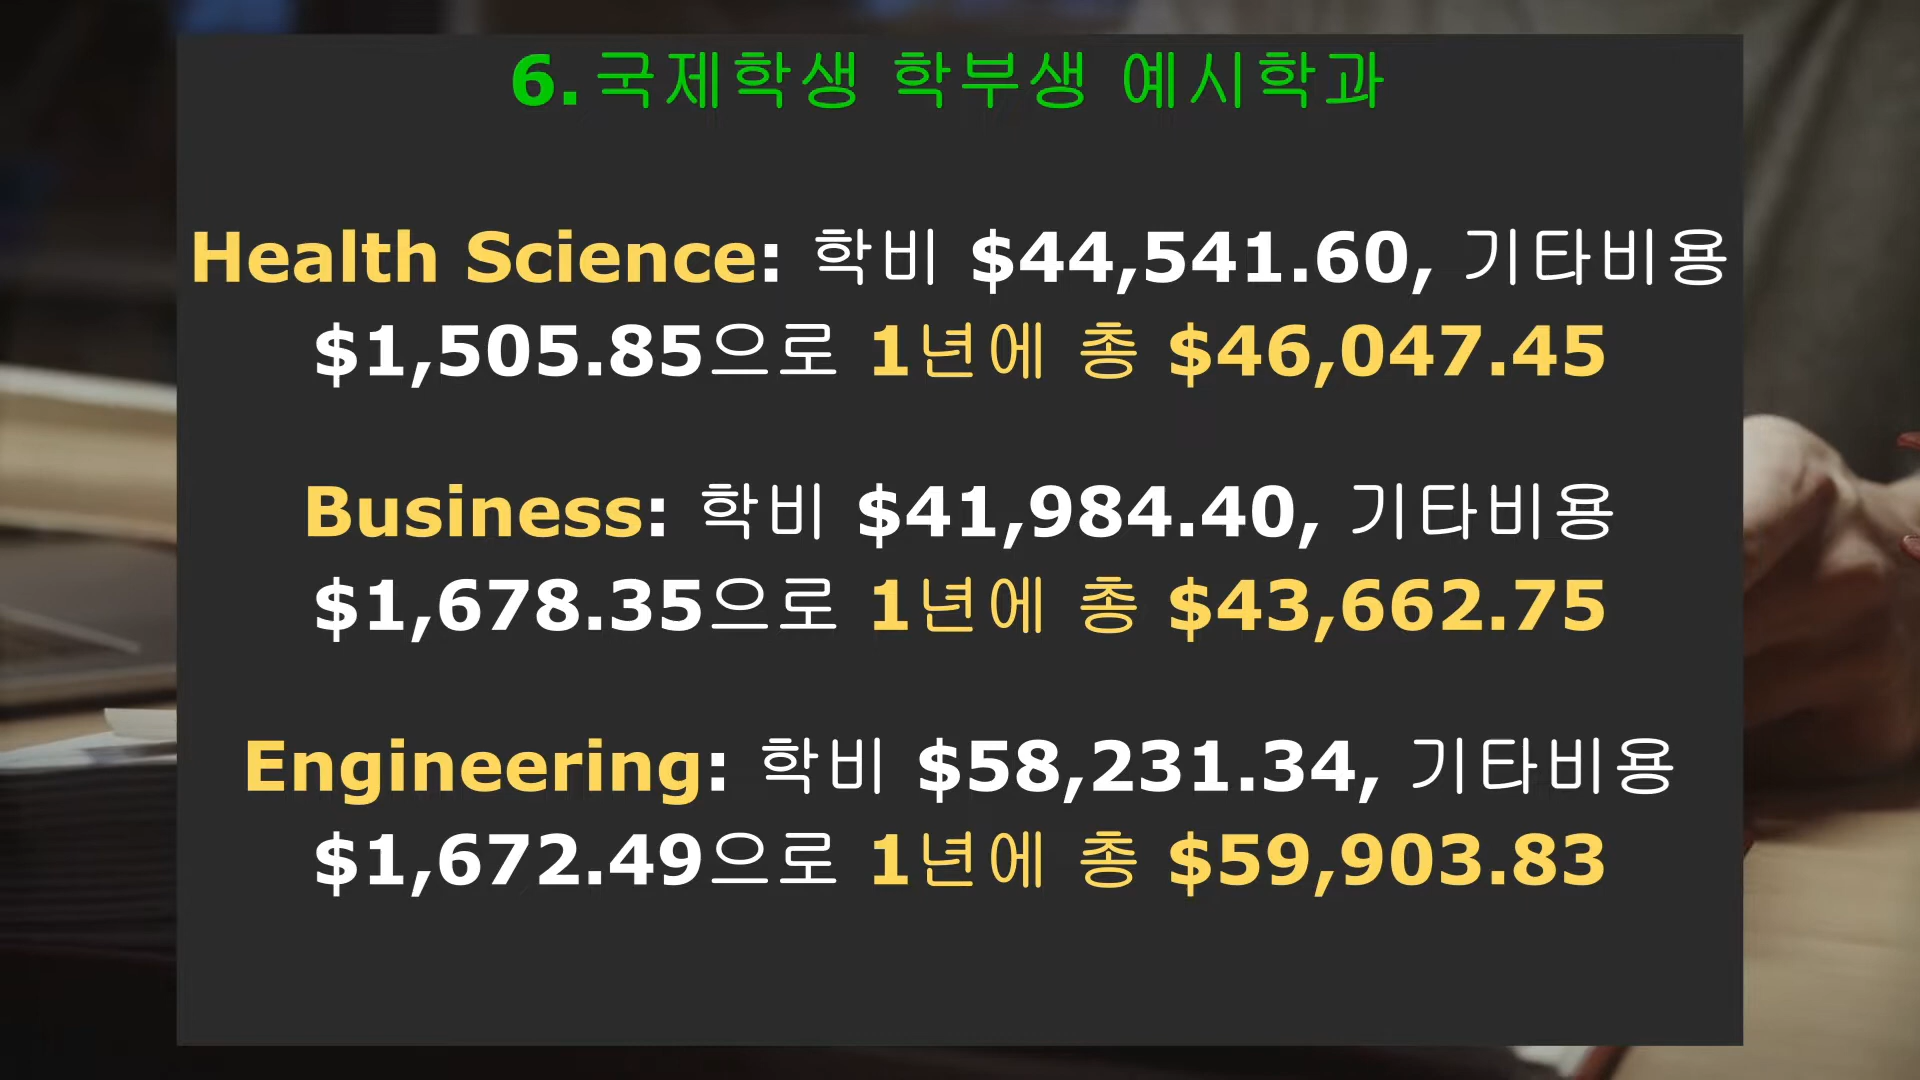 6. 국제학생 학부생 예시학과
Health Science: 학비 $44,541.60, 기타비용
$1,505.85으로 1년에 총 $46,047.45
Business: 학비 $41,984.40, 기타비용
$1,678.35으로 1년에 총 $43,662.75
Engineering: 학비 $58,231.34, 기타비용
$1,672.49으로 1년에 총 $59,903.83